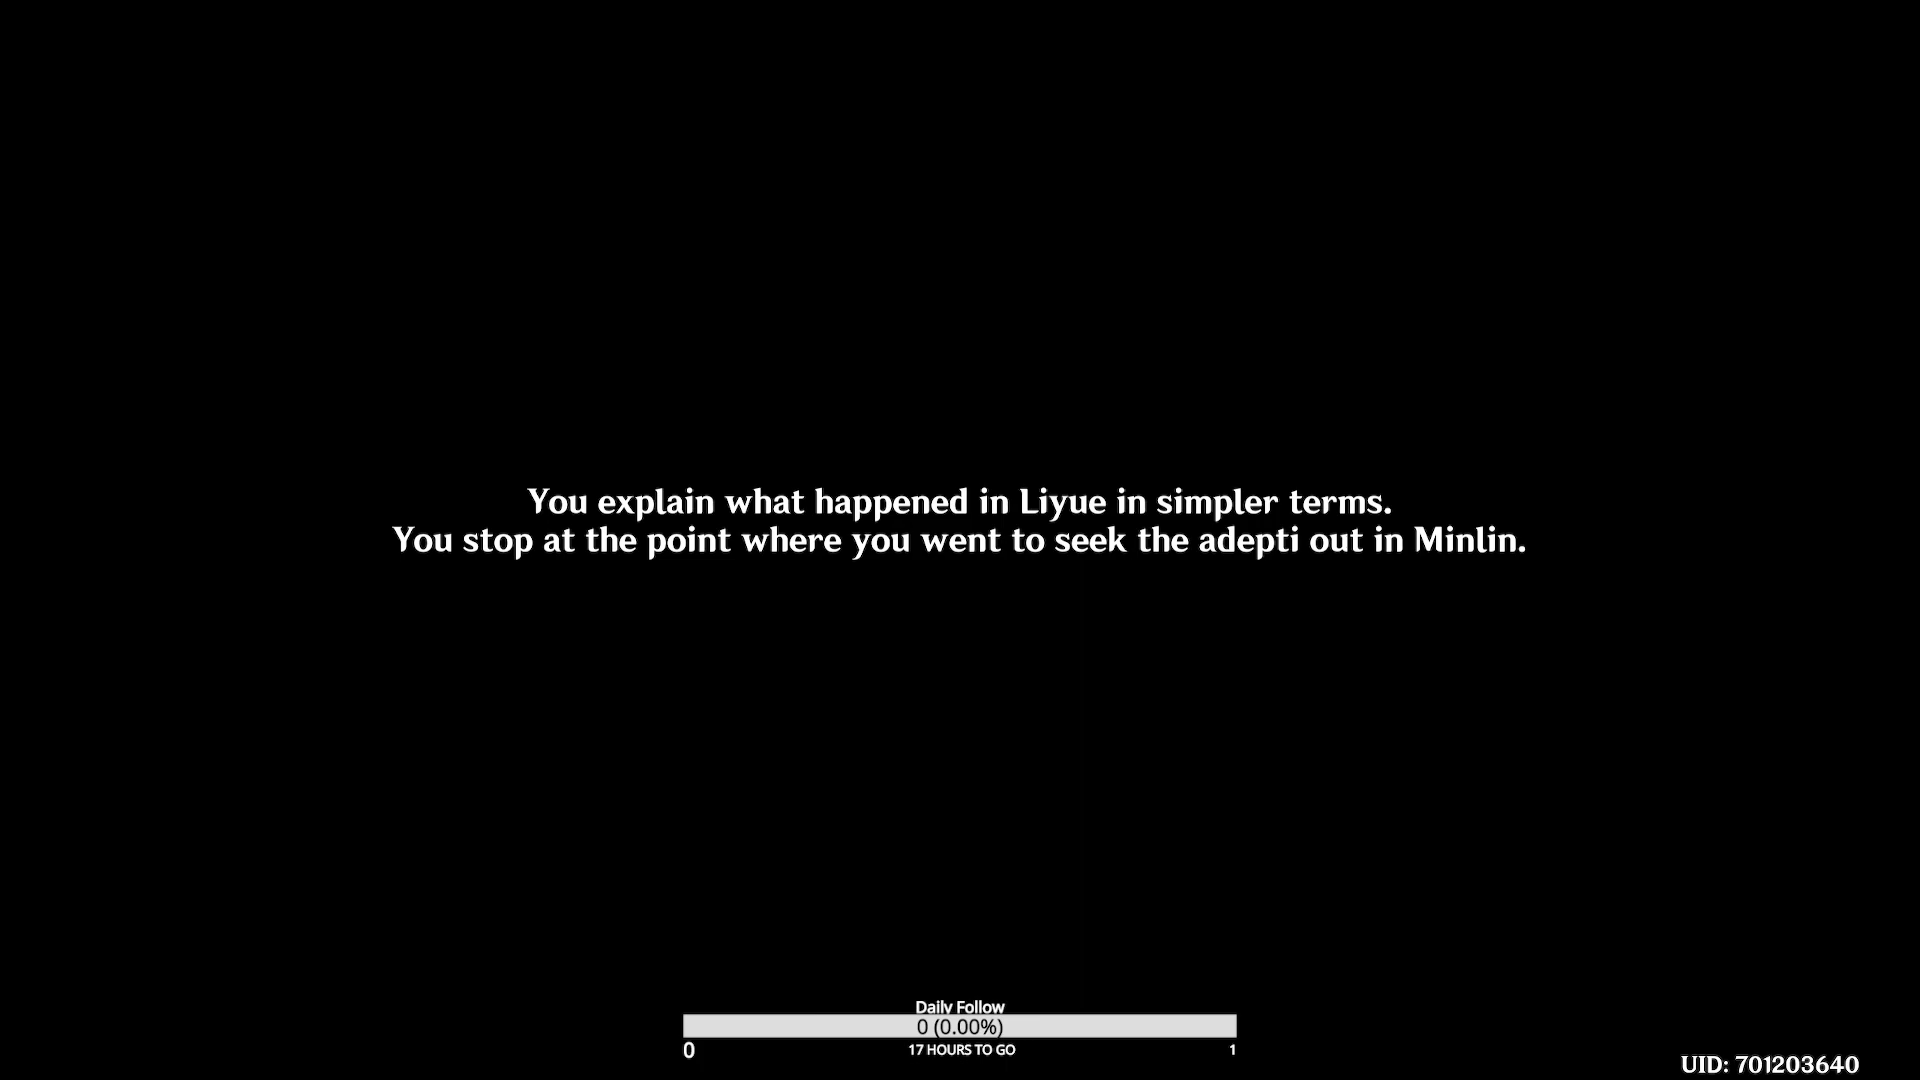 You explain what happened in Liyue in simpler terms.
You stop at the point where you went to seek the adepti out in Minlin.
Daily Follow
0 (0.00%)
0 17 HOURS TO GO 1
UID: 701203640